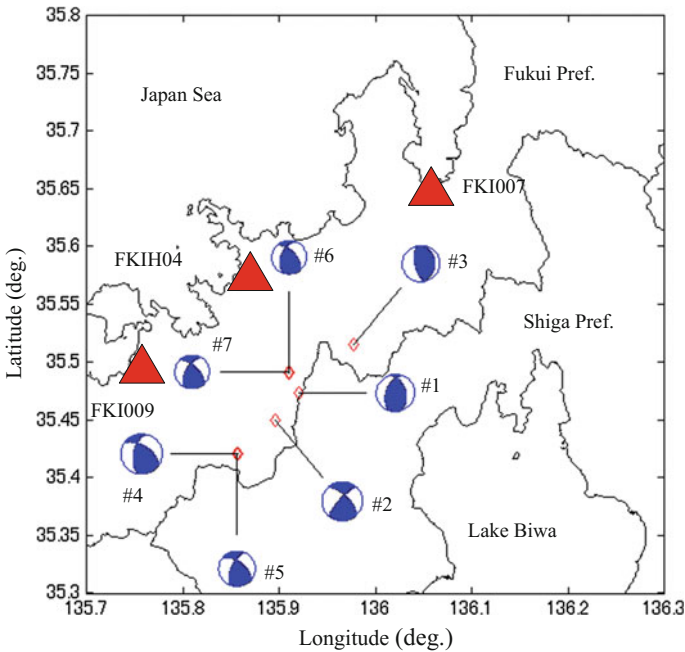 35.8
35.75
35.7
35.65
35.6
35.55
35.5
35.45
35.4
35.35
35.3
Latitude (deg.)
Japan Sea
Fukui Pref.
FKI007
#6
#3
FKIH04
Shiga Pref.
#7
#1
FKI009
#4
#2
Lake Biwa
#5
135.7 135.8 135.9 136 136.1 136.2 136.3
Longitude (deg.)